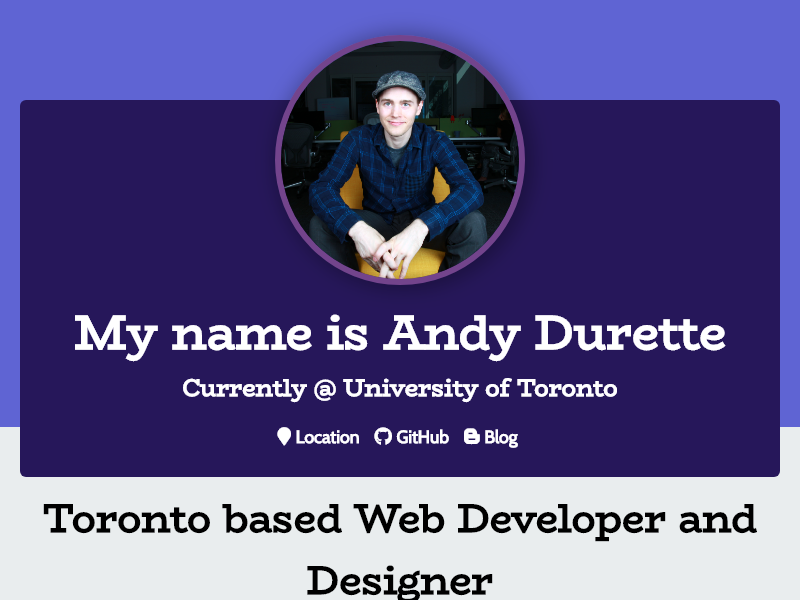 My name is Andy Durette
Currently @ University of Toronto
Location GitHub Blog
Toronto based Web Developer and
Designer